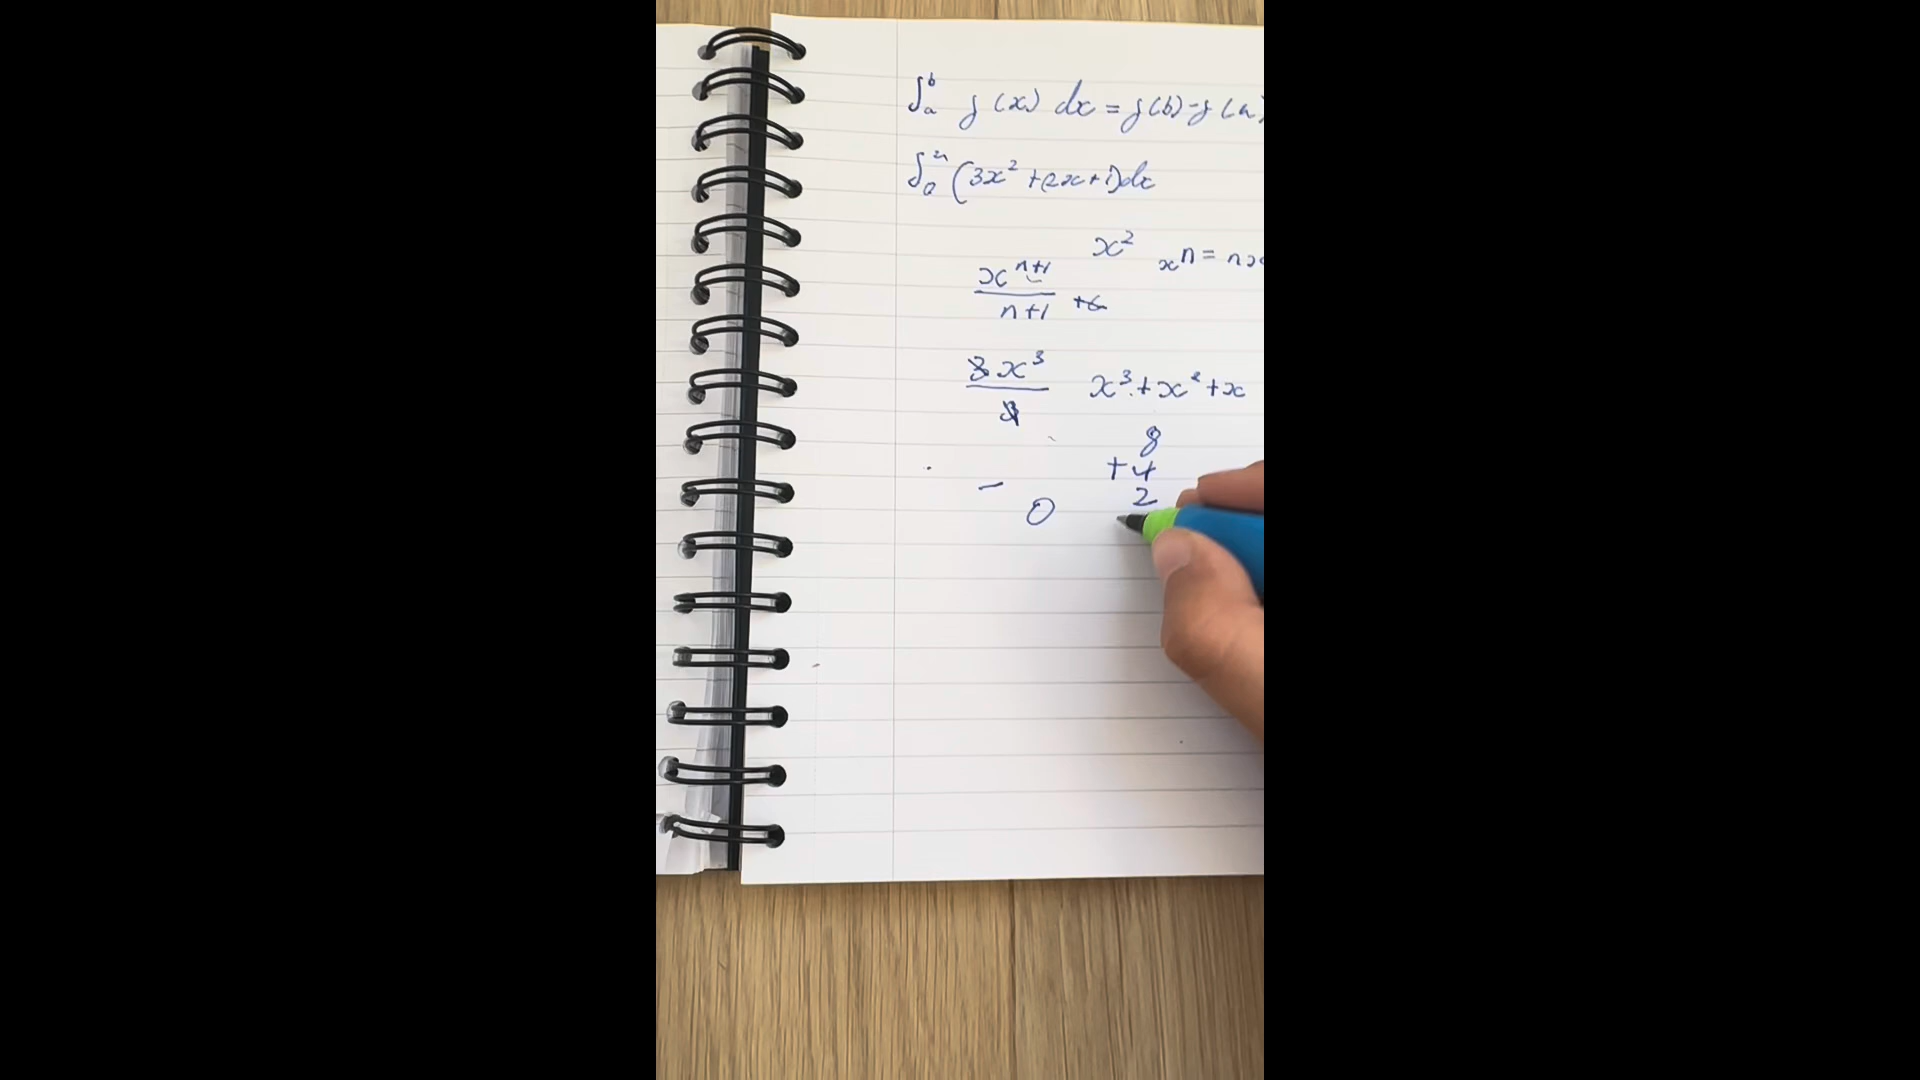 ∫ₐᵇ f(x) dx = f(b) - f(a)
∫₀² (3x² + 2x + 1)dx
x² xⁿ = nx
xⁿ⁺¹
n+1 +c
3x³ x³ + x² + x
3
8
+4
- 2
0